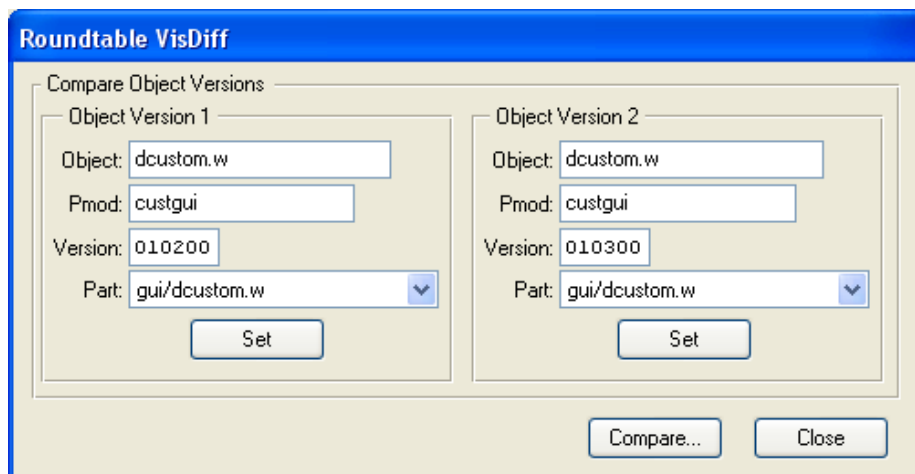 Roundtable VisDiff
Compare Object Versions
Object Version 1
Object: dcustom.w
Pmod: custgui
Version: 010200
Part: gui/dcustom.w
Set
Object Version 2
Object: dcustom.w
Pmod: custgui
Version: 010300
Part: gui/dcustom.w
Set
Compare... Close